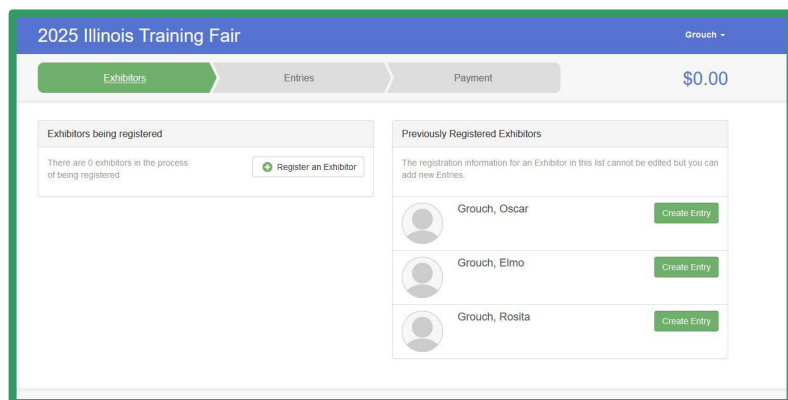 2025 Illinois Training Fair
Grouch
Exhibitors
Entries
Payment
$0.00
Exhibitors being registered
There are 0 exhibitors in the process
of being registered
Register an Exhibitor
Previously Registered Exhibitors
The registration information for an Exhibitor in this list cannot be edited but you can
add new Entries.
Grouch, Oscar
Create Entry
Grouch, Elmo
Create Entry
Grouch, Rosita
Create Entry